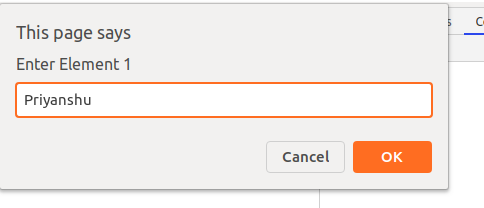 This page says
Enter Element 1
Priyanshu
Cancel OK